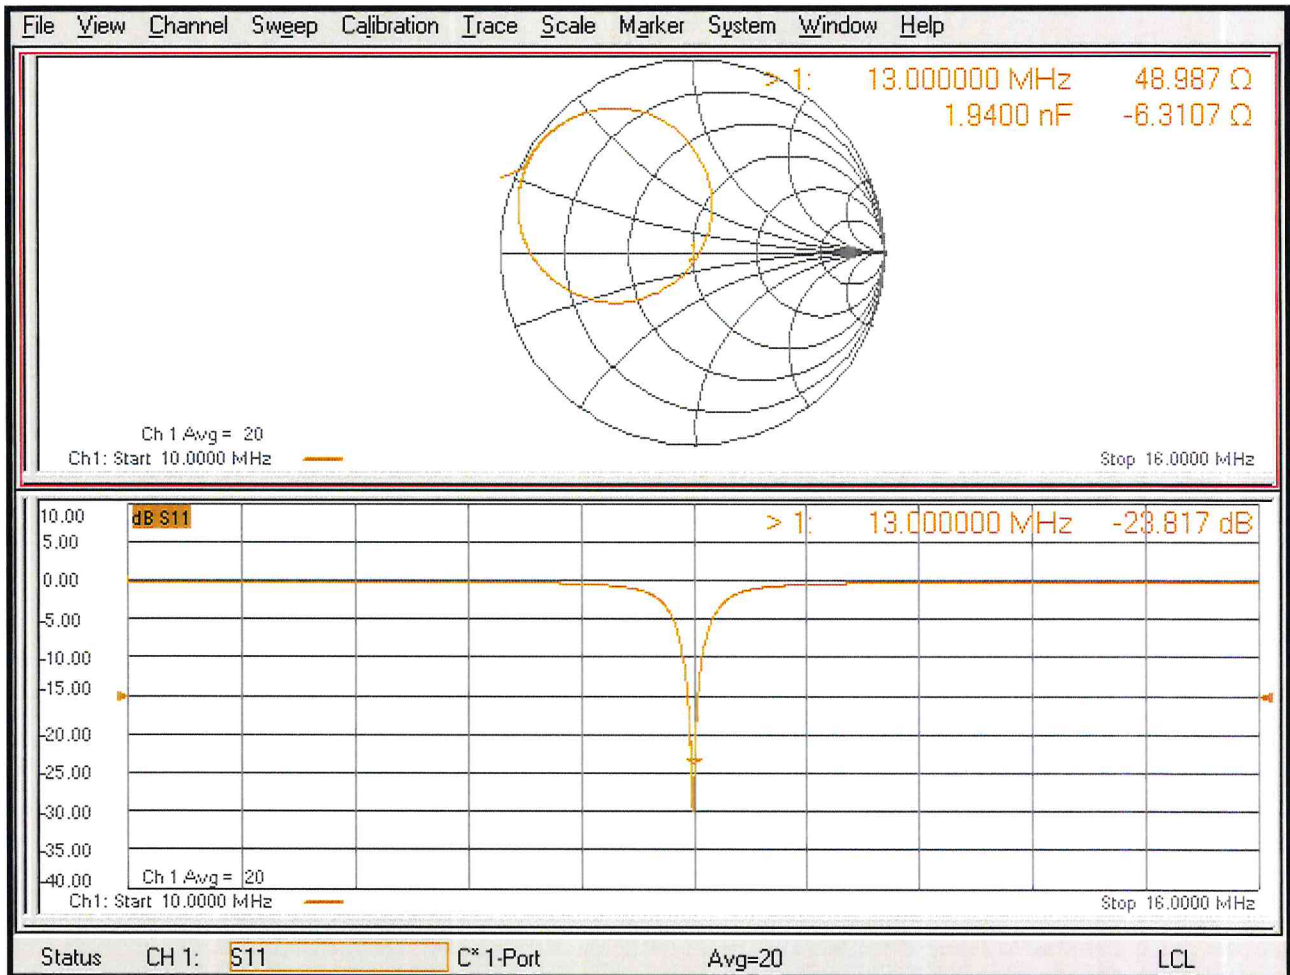 File View Channel Sweep Calibration Trace Scale Marker System Window Help
> 1: 13.000000 MHz 48.987 Ω
1.9400 nF -6.3107 Ω
Ch 1 Avg = 20
Ch1: Start 10.0000 MHz Stop 16.0000 MHz
10.00 dB S11 > 1: 13.000000 MHz -23.817 dB
5.00
0.00
-5.00
-10.00
-15.00
-20.00
-25.00
-30.00
-35.00
-40.00
Ch 1 Avg = 20
Ch1: Start 10.0000 MHz Stop 16.0000 MHz
Status CH 1: S11 C* 1-Port Avg=20 LCL